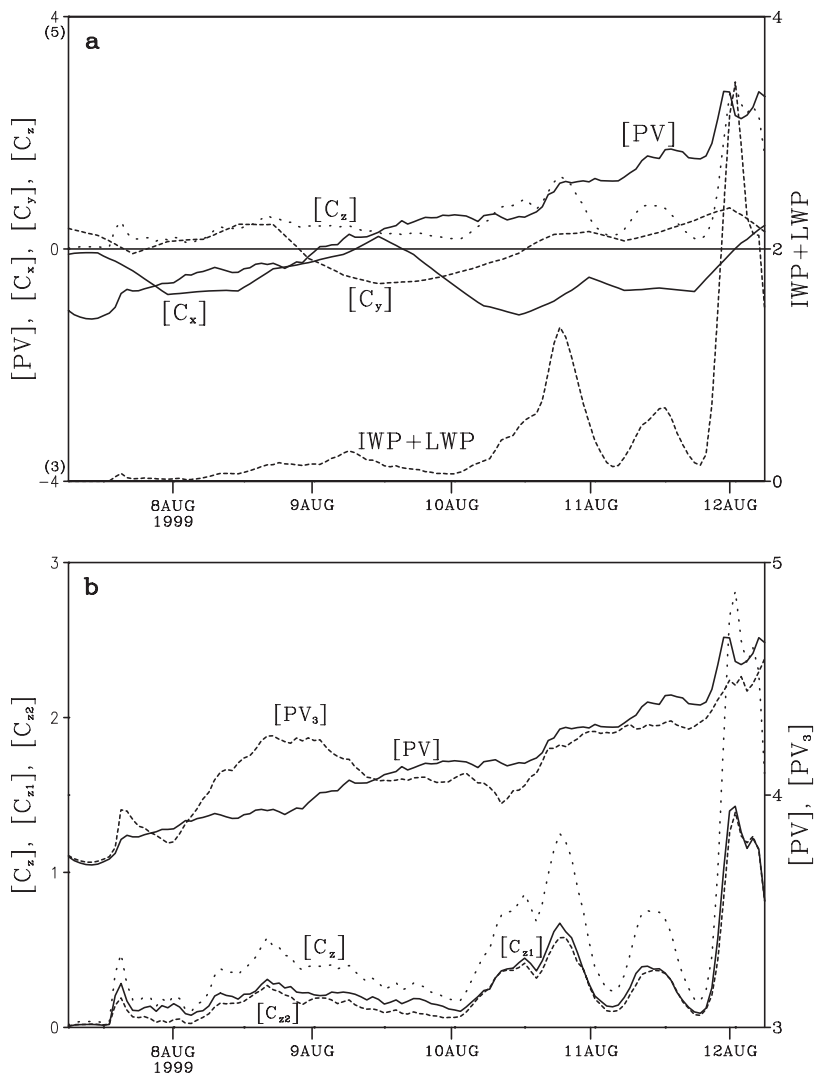 4
(5)
a
4
[PV], [Cx], [Cy], [Cz]
[PV]
[Cz]
0
2
IWP+LWP
[Cx]
[Cy]
IWP+LWP
(3)
-4
0
8AUG 9AUG 10AUG 11AUG 12AUG
1999
3
b
5
[PV₃]
2
[PV]
4
[Cz], [Cz1], [Cz2]
[PV], [PV₃]
1
[Cz]
[Cz1]
[Cz2]
0
3
8AUG 9AUG 10AUG 11AUG 12AUG
1999